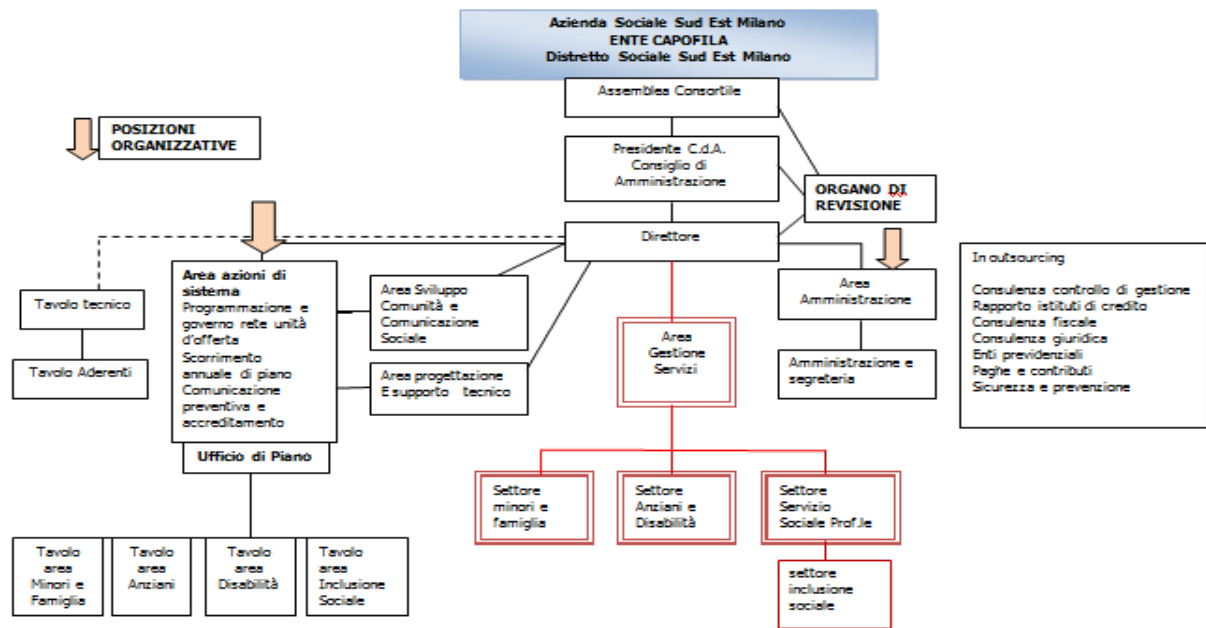 Azienda Sociale Sud Est Milano
ENTE CAPOFILA
Distretto Sociale Sud Est Milano
Assemblea Consortile
POSIZIONI
ORGANIZZATIVE
Presidente C.d.A.
Consiglio di
Amministrazione
ORGANO DI
REVISIONE
Direttore
Area azioni di
sistema
Programmazione e
governo rete unità
d'offerta
Scorrimento
annuale di piano
Comunicazione
preventiva e
accreditamento
Ufficio di Piano
Tavolo tecnico
Tavolo Aderenti
Area Sviluppo
Comunità e
Comunicazione
Sociale
Area progettazione
E supporto tecnico
Area
Gestione
Servizi
Area
Amministrazione
Amministrazione e
segreteria
In outsourcing
Consulenza controllo di gestione
Rapporto istituti di credito
Consulenza fiscale
Consulenza giuridica
Enti previdenziali
Paghe e contributi
Sicurezza e prevenzione
Settore
minori e
famiglia
Settore
Anziani e
Disabilità
Settore
Servizio
Sociale Prof.le
settore
inclusione
sociale
Tavolo
area
Minori e
Famiglia
Tavolo
area
Anziani
Tavolo
area
Disabilità
Tavolo
area
Inclusione
Sociale